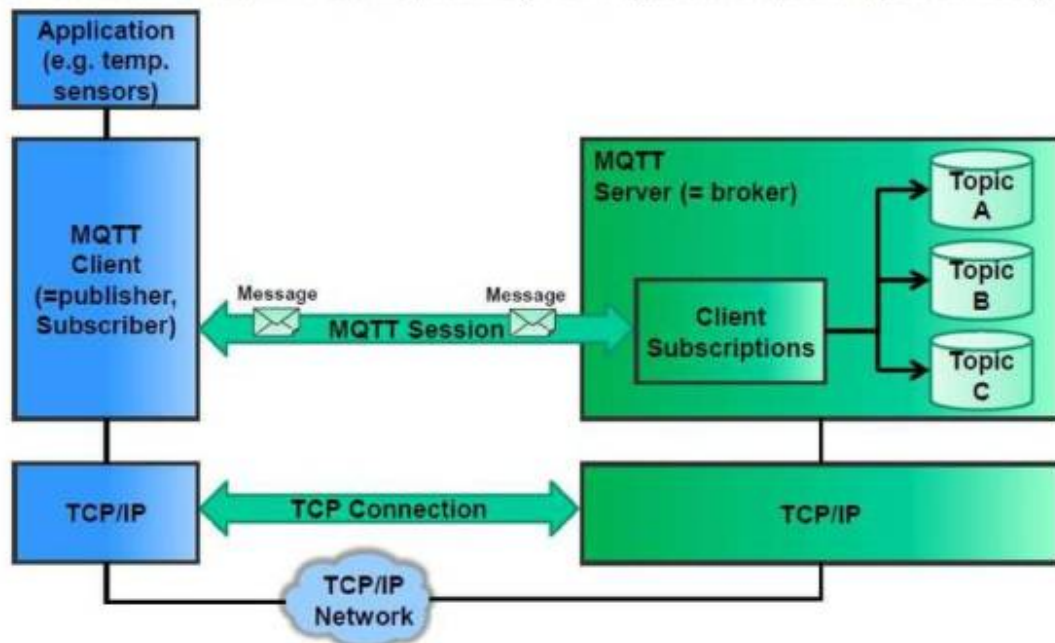 Application
(e.g. temp.
sensors)
MQTT
Client
(=publisher,
Subscriber)
Message
Message
MQTT Session
MQTT
Server (= broker)
Client
Subscriptions
Topic
A
Topic
B
Topic
C
TCP/IP
TCP Connection
TCP/IP
TCP/IP
Network